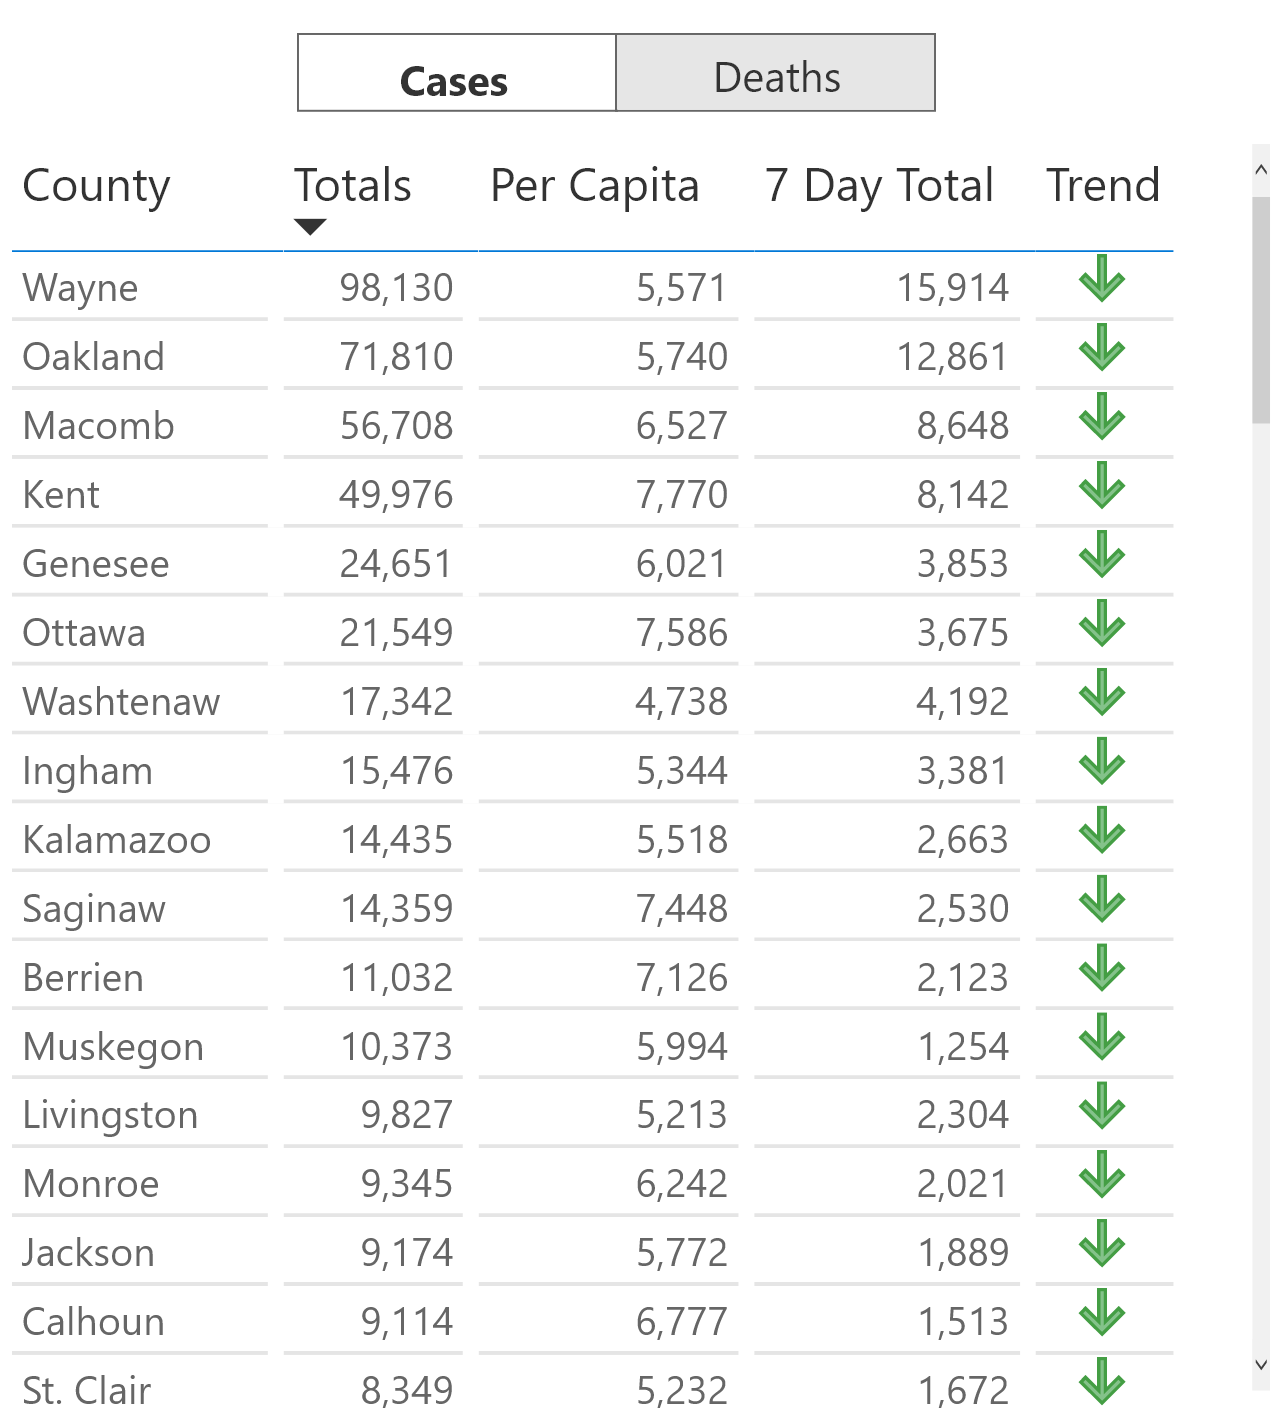 Cases Deaths
County Totals Per Capita 7 Day Total Trend
Wayne 98,130 5,571 15,914
Oakland 71,810 5,740 12,861
Macomb 56,708 6,527 8,648
Kent 49,976 7,770 8,142
Genesee 24,651 6,021 3,853
Ottawa 21,549 7,586 3,675
Washtenaw 17,342 4,738 4,192
Ingham 15,476 5,344 3,381
Kalamazoo 14,435 5,518 2,663
Saginaw 14,359 7,448 2,530
Berrien 11,032 7,126 2,123
Muskegon 10,373 5,994 1,254
Livingston 9,827 5,213 2,304
Monroe 9,345 6,242 2,021
Jackson 9,174 5,772 1,889
Calhoun 9,114 6,777 1,513
St. Clair 8,349 5,232 1,672